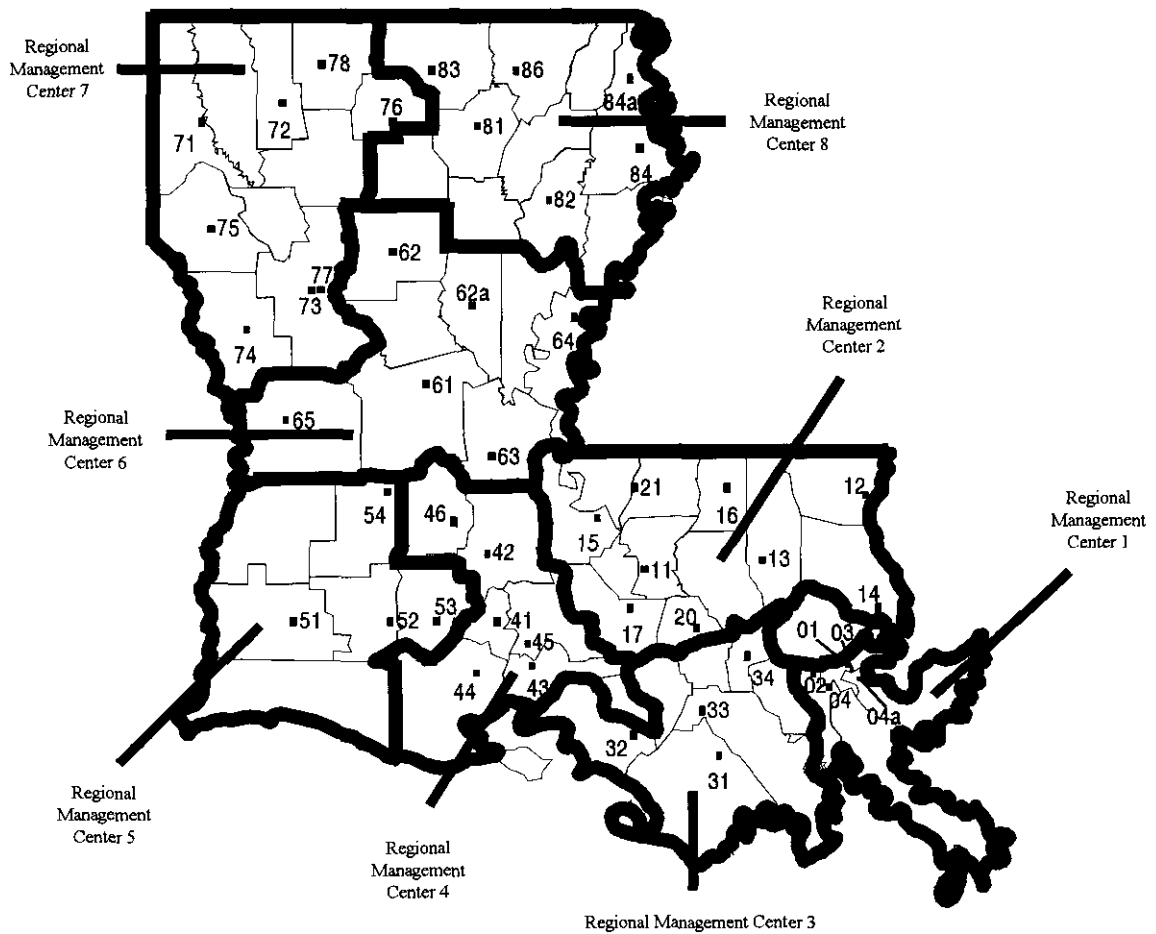 Regional
Management
Center 7
78
83
86
84a
72
76
71
81
Regional
Management
Center 8
84
82
75
62
77
73
62a
74
64
Regional
Management
Center 2
61
65
Regional
Management
Center 6
63
54
46
21
16
12
Regional
Management
Center 1
15
42
13
11
14
51
52
53
41
17
20
01
03
45
34
44
43
02
04
04a
33
32
31
Regional
Management
Center 5
Regional
Management
Center 4
Regional Management Center 3